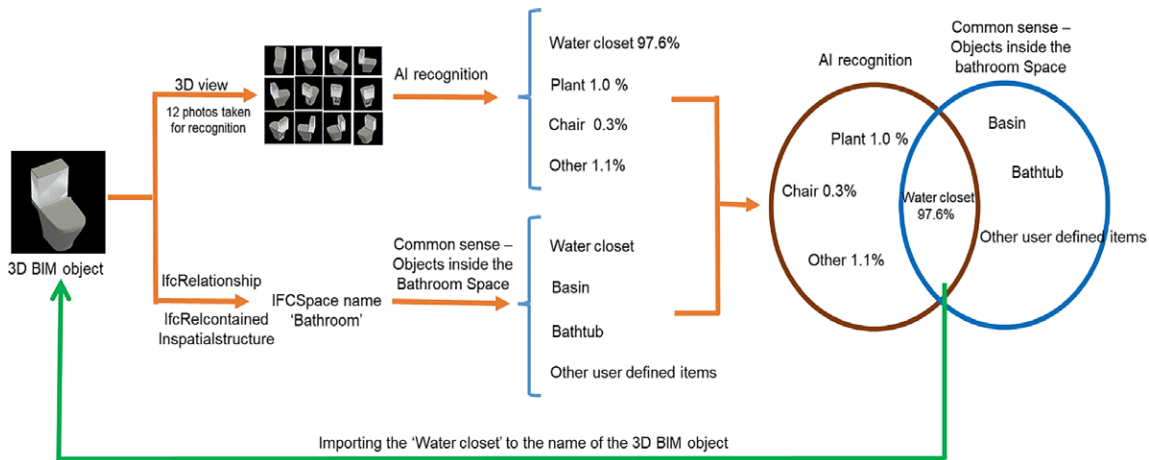 3D BIM object
3D view
12 photos taken
for recognition
AI recognition
Water closet 97.6%
Plant 1.0 %
Chair 0.3%
Other 1.1%
IfcRelationship
IfcRelcontained
Inspatialstructure
IFCSpace name
‘Bathroom’
Common sense –
Objects inside the
Bathroom Space
Water closet
Basin
Bathtub
Other user defined items
AI recognition
Common sense –
Objects inside the
bathroom Space
Plant 1.0 %
Chair 0.3%
Other 1.1%
Water closet
97.6%
Basin
Bathtub
Other user defined items
Importing the ‘Water closet’ to the name of the 3D BIM object